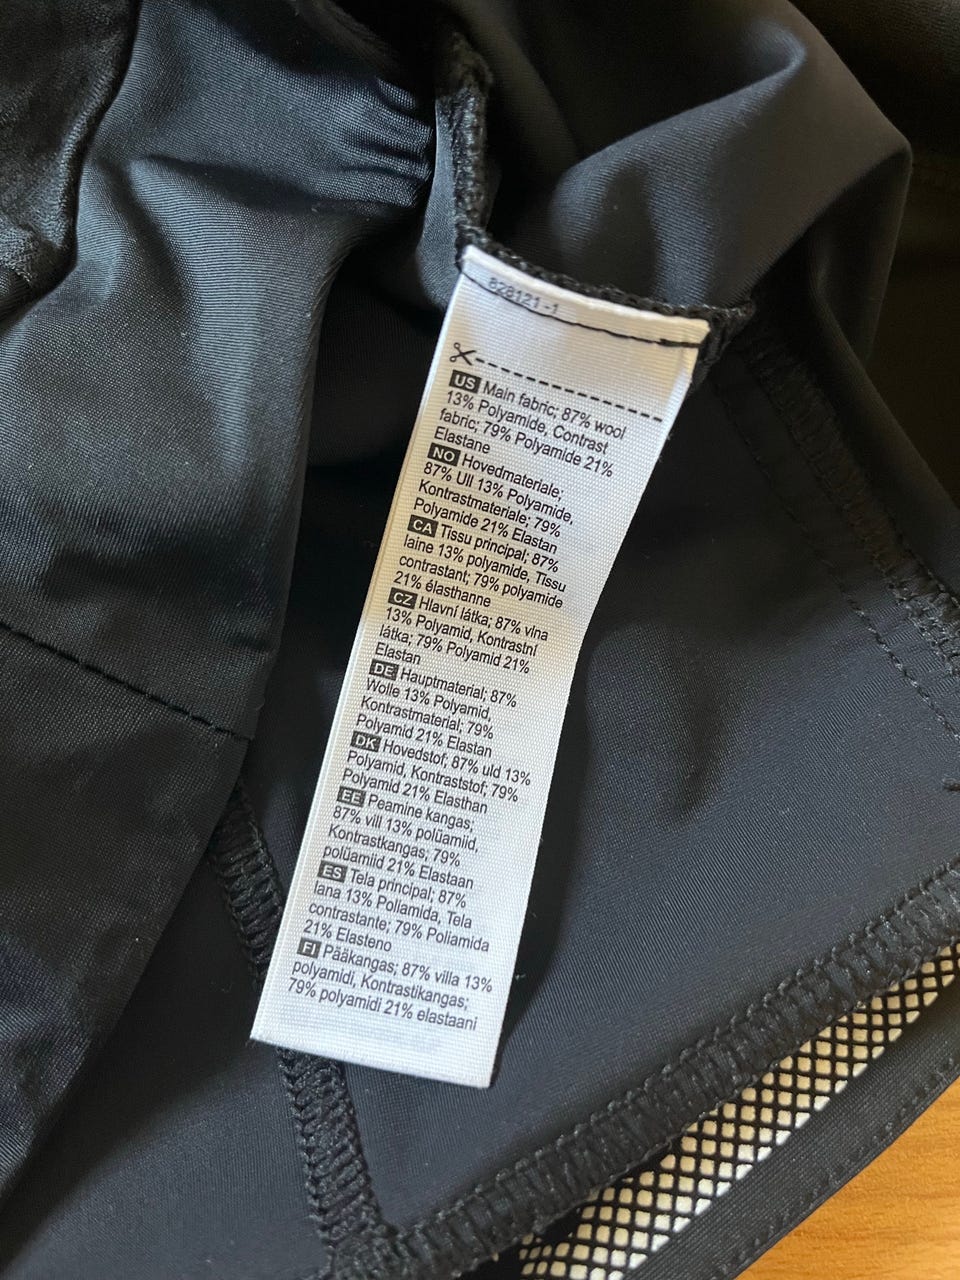 828121-1
US Main fabric; 87% wool
13% Polyamide, Contrast
fabric; 79% Polyamide 21%
Elastane
NO Hovedmateriale;
87% Ull 13% Polyamide,
Kontrastmateriale; 79%
Polyamide 21% Elastan
CA Tissu principal; 87%
laine 13% polyamide, Tissu
contrastant; 79% polyamide
21% élasthanne
CZ Hlavní látka; 87% vlna
13% Polyamid, Kontrastní
látka; 79% Polyamid 21%
Elastan
DE Hauptmaterial; 87%
Wolle 13% Polyamid,
Kontrastmaterial; 79%
Polyamid 21% Elastan
DK Hovedstof; 87% uld 13%
Polyamid, Kontraststof; 79%
Polyamid 21% Elasthan
EE Peamine kangas;
87% vill 13% polüamiid,
Kontrastkangas; 79%
polüamiid 21% Elastaan
ES Tela principal; 87%
lana 13% Poliamida, Tela
contrastante; 79% Poliamida
21% Elasteno
FI Pääkangas; 87% villa 13%
polyamidi, Kontrastikangas;
79% polyamidi 21% elastaani